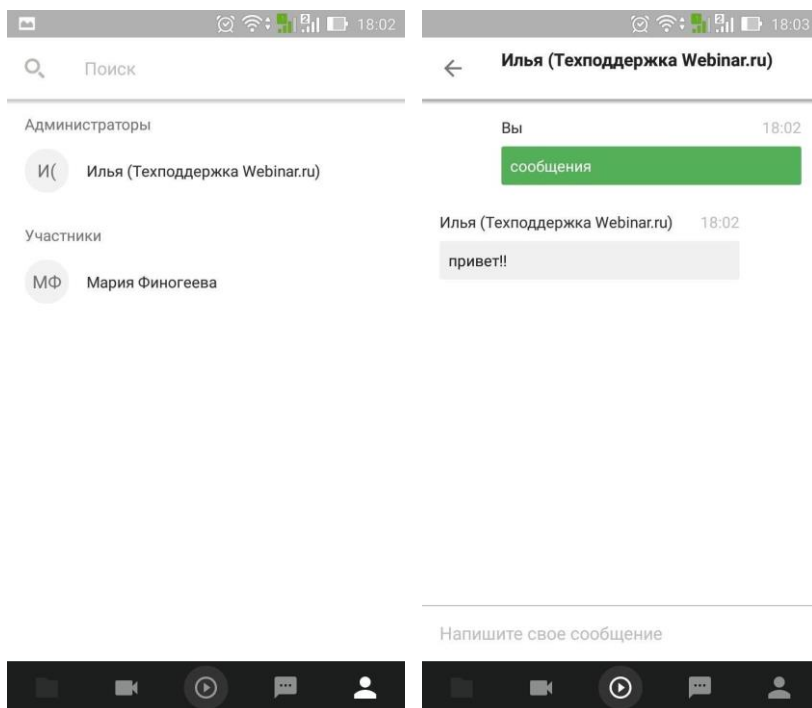 18:02
Поиск
Администраторы
И(
Илья (Техподдержка Webinar.ru)
Участники
МФ
Мария Финогеева
2
18:03
Илья (Техподдержка Webinar.ru)
Вы 18:02
сообщения
Илья (Техподдержка Webinar.ru) 18:02
привет!!
Напишите свое сообщение